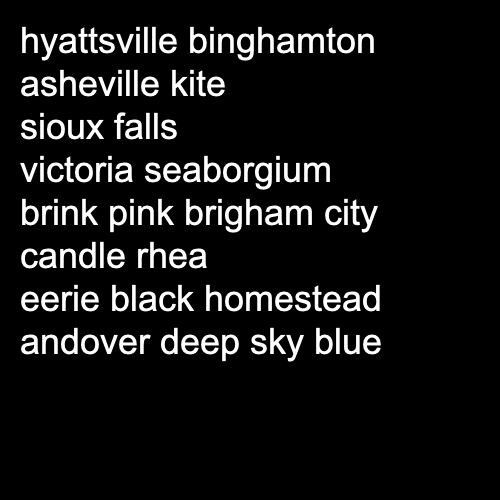 hyattsville binghamton
asheville kite
sioux falls
victoria seaborgium
brink pink brigham city
candle rhea
eerie black homestead
andover deep sky blue